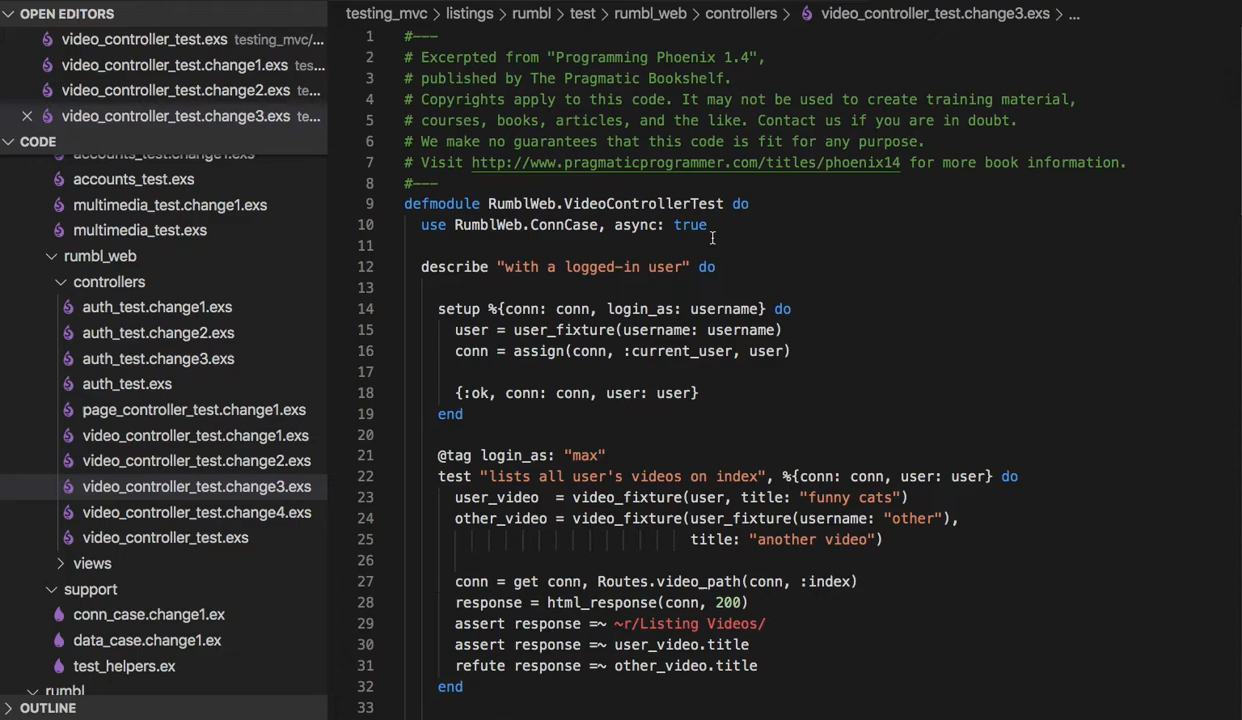 OPEN EDITORS
video_controller_test.exs testing_mvc/...
video_controller_test.change1.exs tes...
video_controller_test.change2.exs te...
video_controller_test.change3.exs te...
CODE
accounts_test.change1.exs
accounts_test.exs
multimedia_test.change1.exs
multimedia_test.exs
rumbl_web
controllers
auth_test.change1.exs
auth_test.change2.exs
auth_test.change3.exs
auth_test.exs
page_controller_test.change1.exs
video_controller_test.change1.exs
video_controller_test.change2.exs
video_controller_test.change3.exs
video_controller_test.change4.exs
video_controller_test.exs
views
support
conn_case.change1.ex
data_case.change1.ex
test_helpers.ex
rumbl
OUTLINE
testing_mvc > listings > rumbl > test > rumbl_web > controllers > video_controller_test.change3.exs > ...
1 #---
2 # Excerpted from "Programming Phoenix 1.4",
3 # published by The Pragmatic Bookshelf.
4 # Copyrights apply to this code. It may not be used to create training material,
5 # courses, books, articles, and the like. Contact us if you are in doubt.
6 # We make no guarantees that this code is fit for any purpose.
7 # Visit http://www.pragmaticprogrammer.com/titles/phoenix14 for more book information.
8 #---
9 defmodule RumblWeb.VideoControllerTest do
10 use RumblWeb.ConnCase, async: true
11
12 describe "with a logged-in user" do
13
14 setup %{conn: conn, login_as: username} do
15 user = user_fixture(username: username)
16 conn = assign(conn, :current_user, user)
17
18 {:ok, conn: conn, user: user}
19 end
20
21 @tag login_as: "max"
22 test "lists all user's videos on index", %{conn: conn, user: user} do
23 user_video  = video_fixture(user, title: "funny cats")
24 other_video = video_fixture(user_fixture(username: "other"),
25 title: "another video")
26
27 conn = get conn, Routes.video_path(conn, :index)
28 response = html_response(conn, 200)
29 assert response =~ ~r/Listing Videos/
30 assert response =~ user_video.title
31 refute response =~ other_video.title
32 end
33